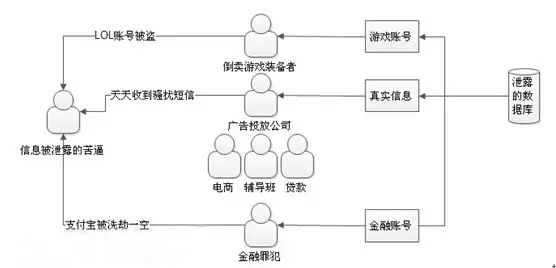 LOL账号被盗
游戏账号
倒卖游戏装备者
泄露的数据库
天天收到骚扰短信
真实信息
广告投放公司
信息被泄露的苦逼
电商
辅导班
贷款
支付宝被洗劫一空
金融账号
金融罪犯